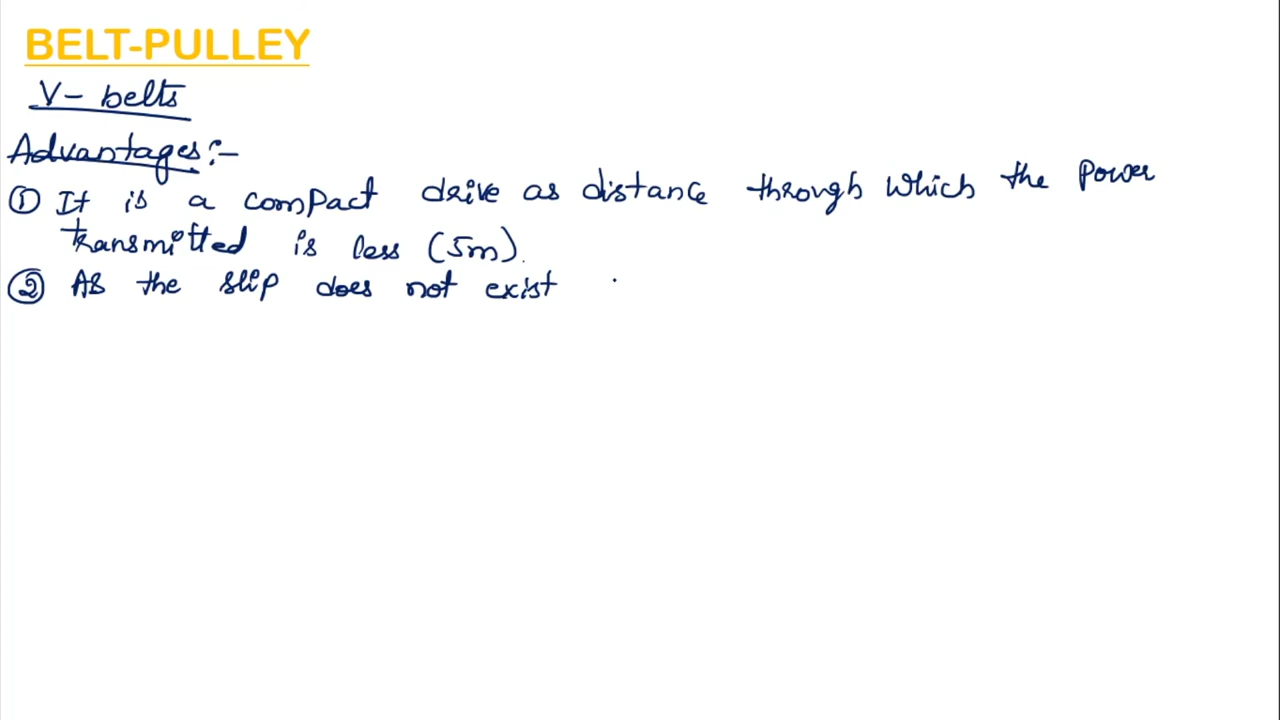 BELT-PULLEY
V- belts
Advantages:-
① It is a compact drive as distance through which the power
transmitted is less (5m).
② As the slip does not exist